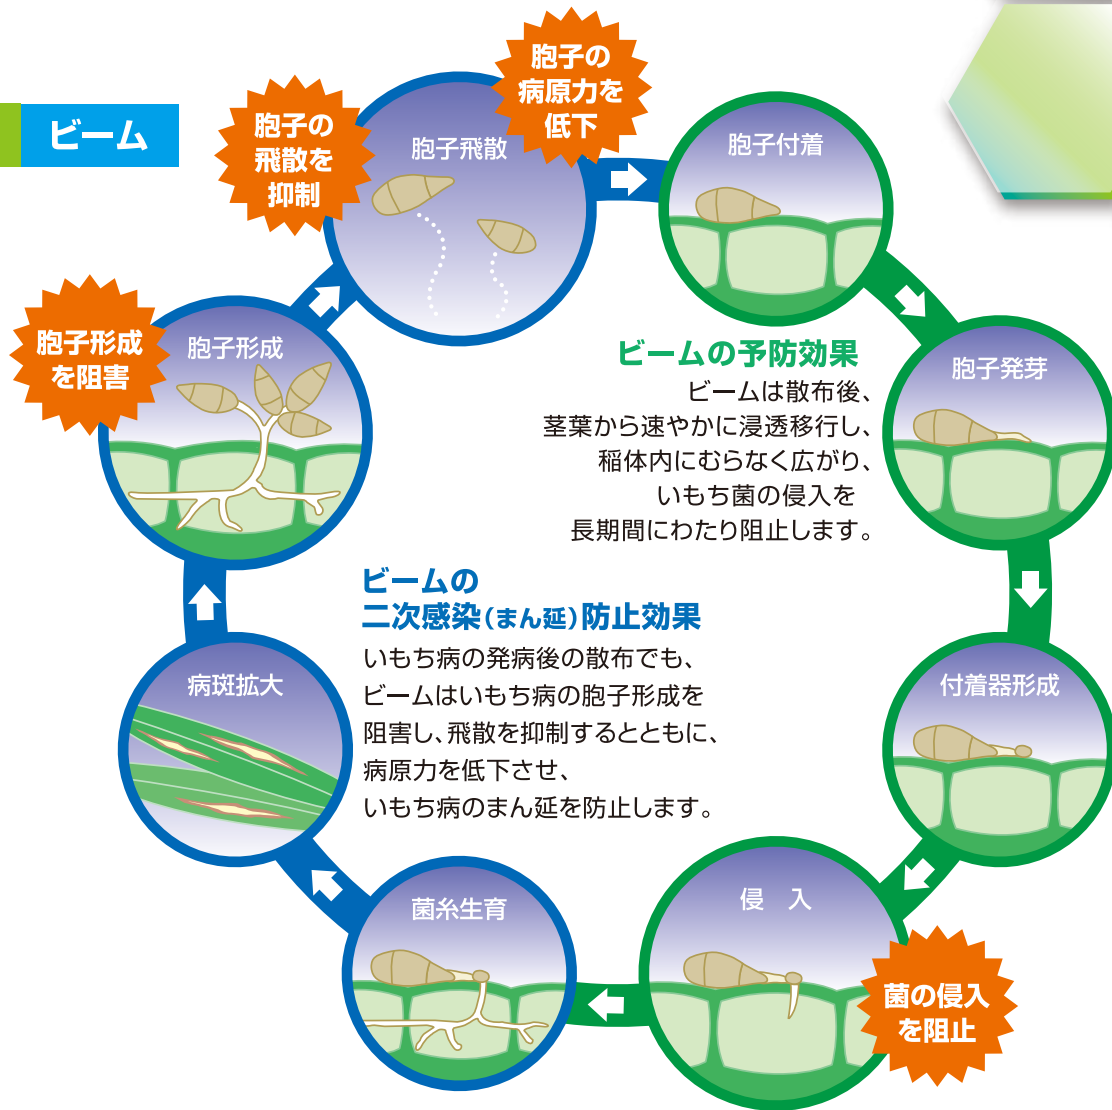 ビーム
胞子の
病原力を
低下
胞子の
飛散を
抑制
胞子飛散
胞子付着
胞子形成
を阻害
胞子形成
胞子発芽
ビームの予防効果
ビームは散布後、
茎葉から速やかに浸透移行し、
稲体内にむらなく広がり、
いもち菌の侵入を
長期間にわたり阻止します。
ビームの
二次感染(まん延)防止効果
いもち病の発病後の散布でも、
ビームはいもち病の胞子形成を
阻害し、飛散を抑制するとともに、
病原力を低下させ、
いもち病のまん延を防止します。
病斑拡大
付着器形成
菌糸生育
侵　入
菌の侵入
を阻止